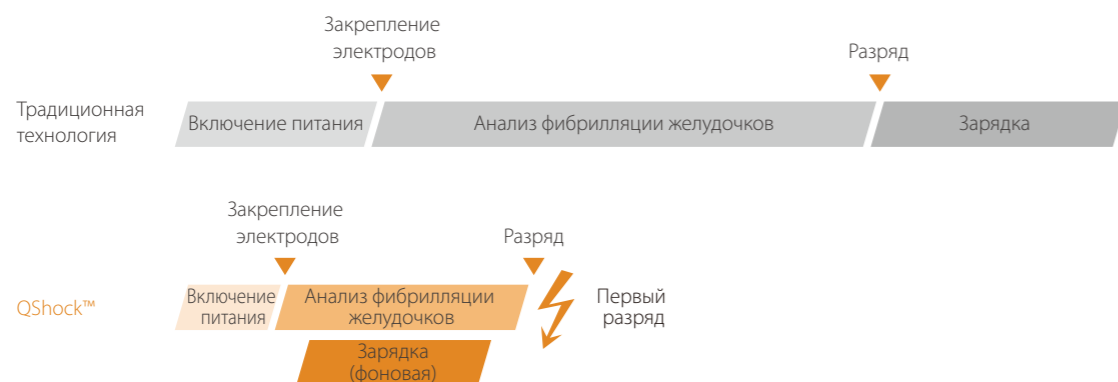 Закрепление
электродов
Разряд
Традиционная
технология
Включение питания
Анализ фибрилляции желудочков
Зарядка
Закрепление
электродов
Разряд
QShock™
Включение
питания
Анализ фибрилляции
желудочков
Первый
разряд
Зарядка
(фоновая)